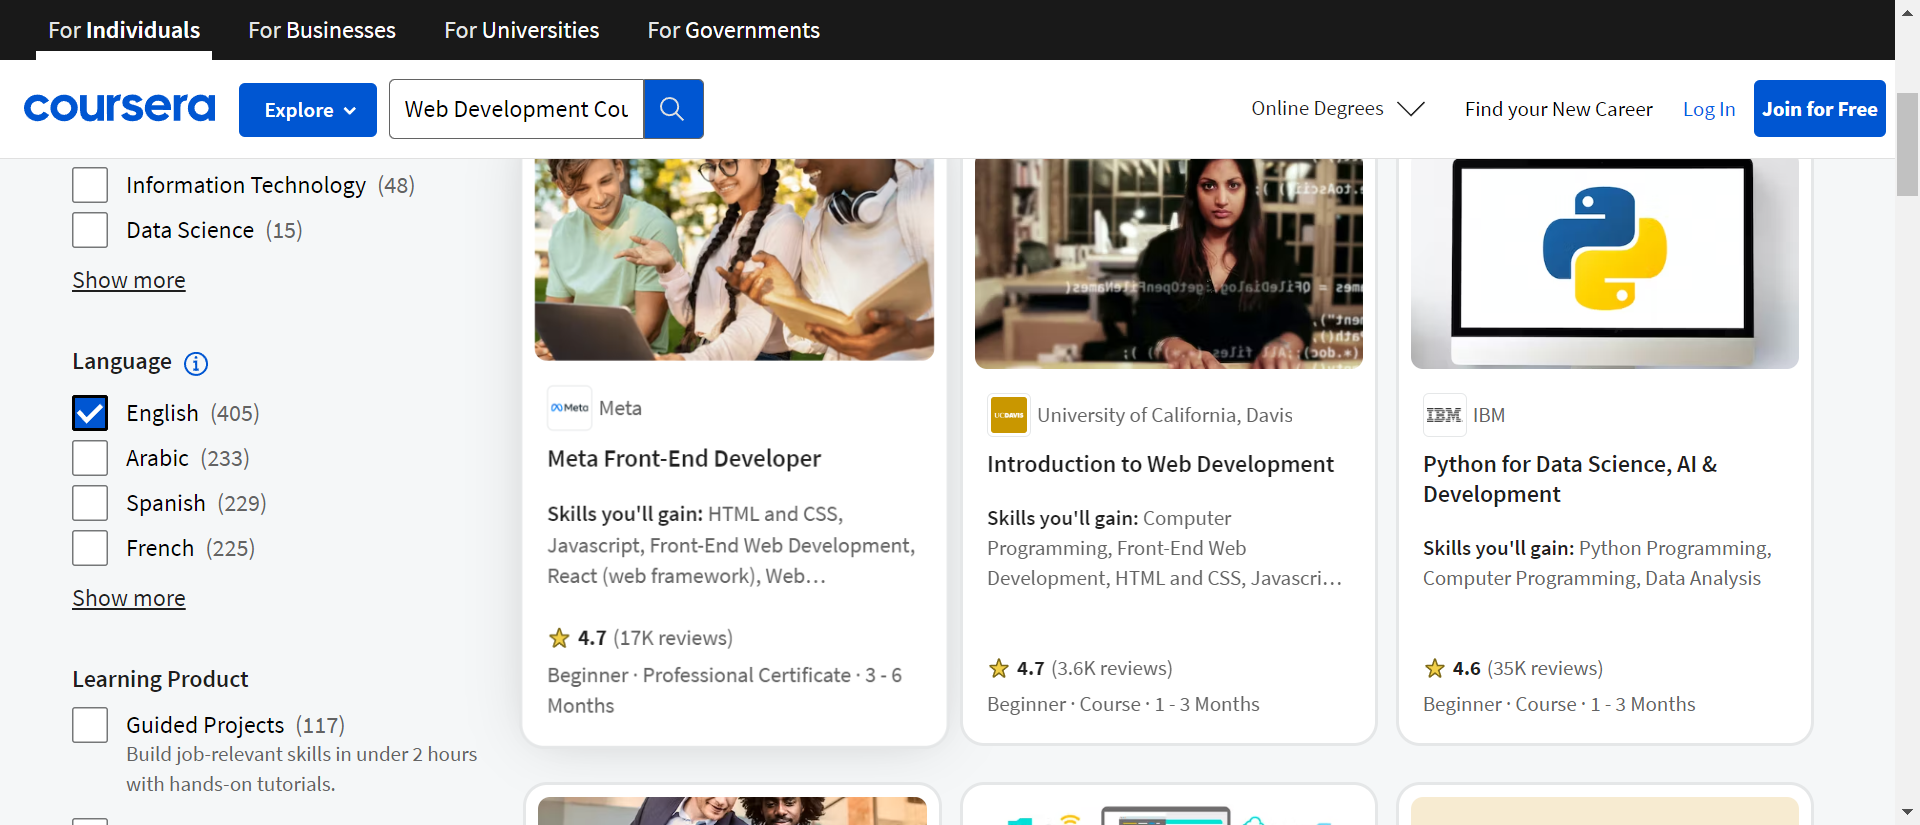 For Individuals
For Businesses
For Universities
For Governments
coursera
Explore
Web Development Cou
Online Degrees
Find your New Career
Log In
Join for Free
Information Technology (48)
Data Science (15)
Show more
Language
English (405)
Arabic (233)
Spanish (229)
French (225)
Show more
Learning Product
Guided Projects (117)
Build job-relevant skills in under 2 hours
with hands-on tutorials.
Meta
Meta
Meta Front-End Developer
Skills you'll gain: HTML and CSS,
Javascript, Front-End Web Development,
React (web framework), Web...
4.7 (17K reviews)
Beginner · Professional Certificate · 3 - 6
Months
UCDAVIS
University of California, Davis
Introduction to Web Development
Skills you'll gain: Computer
Programming, Front-End Web
Development, HTML and CSS, Javascri...
4.7 (3.6K reviews)
Beginner · Course · 1 - 3 Months
IBM
IBM
Python for Data Science, AI &
Development
Skills you'll gain: Python Programming,
Computer Programming, Data Analysis
4.6 (35K reviews)
Beginner · Course · 1 - 3 Months